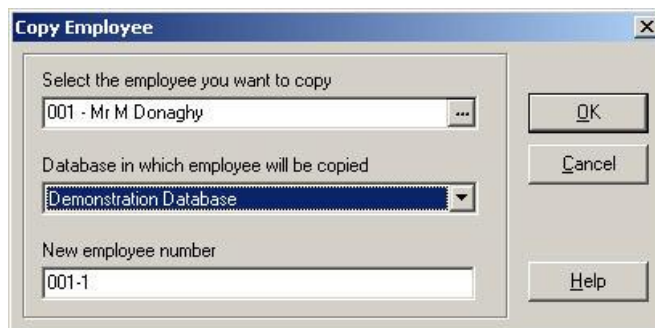 Copy Employee
Select the employee you want to copy
001 - Mr M Donaghy
...
OK
Database in which employee will be copied
Cancel
Demonstration Database
New employee number
001-1
Help